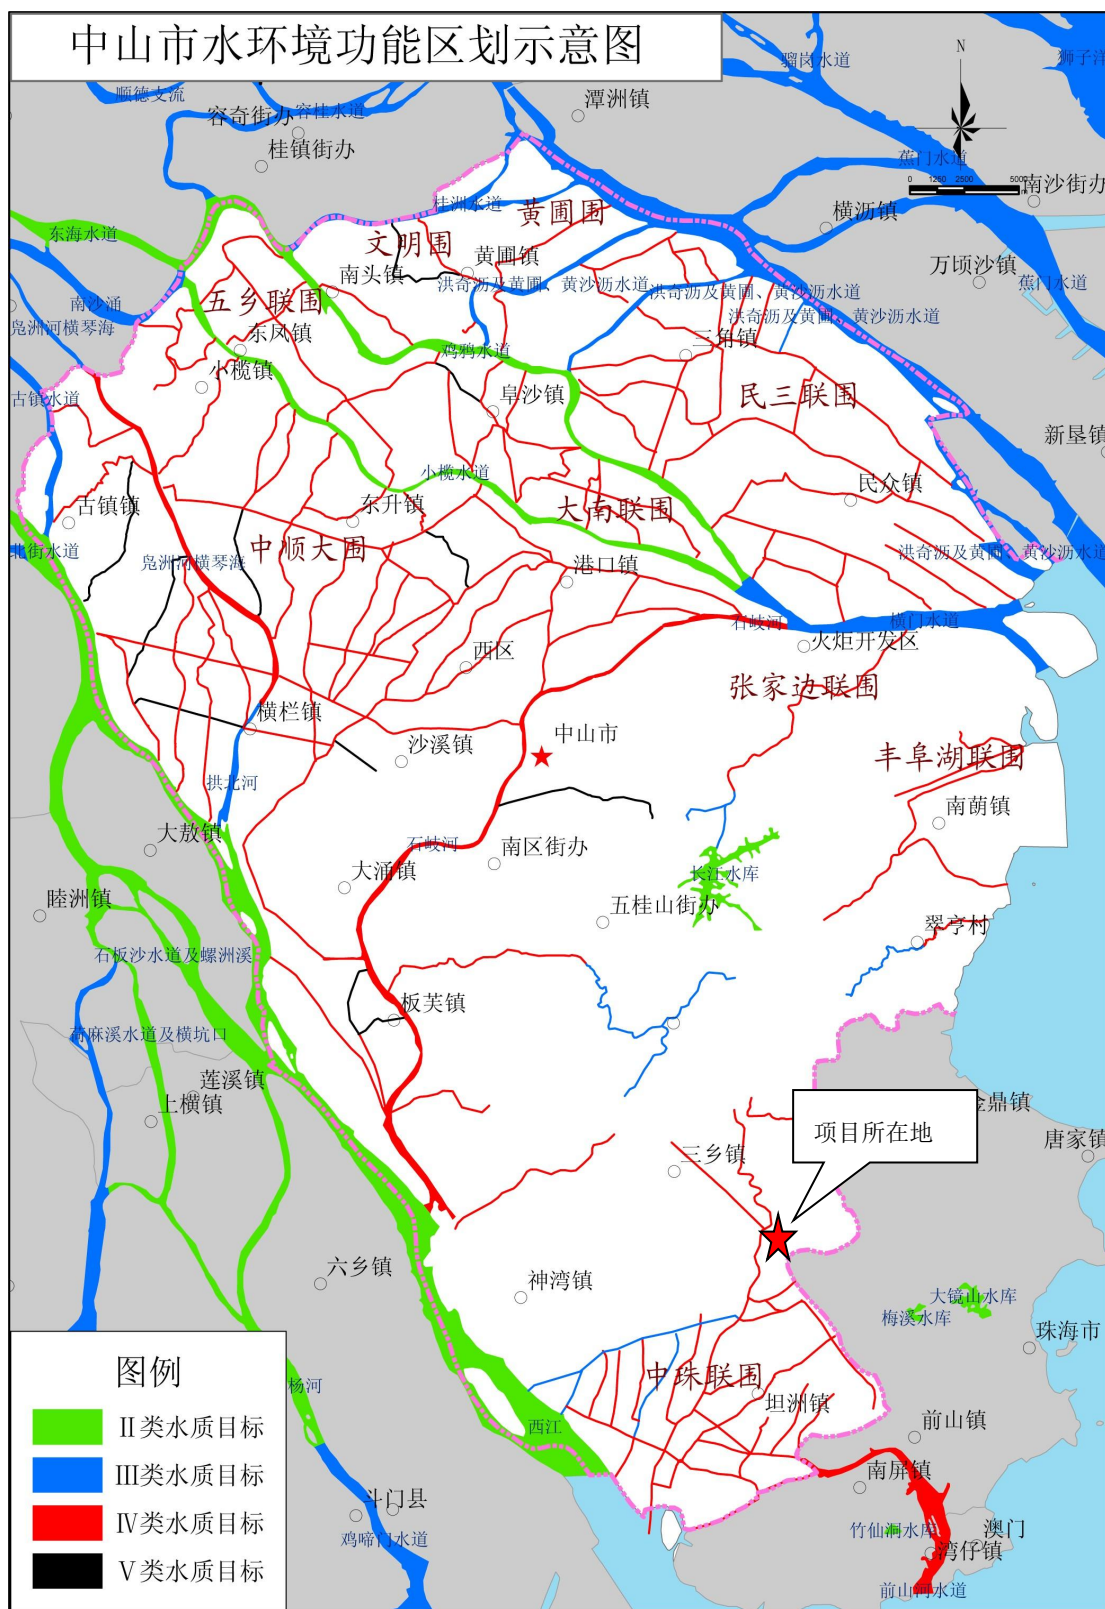 中山市水环境功能区划示意图
潭洲镇
骝岗水道
狮子洋
N
顺德支流
容奇街办
容桂水道
桂镇街办
蕉门水道
0 1250 2500 5000
南沙街办
桂洲水道
黄圃围
横沥镇
东海水道
文明围
黄圃镇
万顷沙镇
南头镇
洪奇沥及黄圃、黄沙沥水道
洪奇沥及黄圃、黄沙沥水道
蕉门水道
南沙涌
五乡联围
洪奇沥及黄圃、黄沙沥水道
凫洲河横琴海
东凤镇
鸡鸦水道
三角镇
小榄镇
古镇水道
阜沙镇
民三联围
新垦镇
小榄水道
古镇镇
东升镇
大南联围
民众镇
北街水道
中顺大围
凫洲河横琴海
洪奇沥及黄圃、黄沙沥水道
港口镇
石岐河
横门水道
西区
火炬开发区
张家边联围
横栏镇
沙溪镇
中山市
丰阜湖联围
拱北河
南蓢镇
大敖镇
石岐河
南区街办
大涌镇
长江水库
睦洲镇
五桂山街办
翠亨村
石板沙水道及螺洲溪
板芙镇
荷麻溪水道及横坑口
莲溪镇
上横镇
金鼎镇
项目所在地
唐家镇
三乡镇
六乡镇
神湾镇
大镜山水库
梅溪水库
珠海市
图例
中珠联围
杨河
坦洲镇
Ⅱ类水质目标
西江
前山镇
Ⅲ类水质目标
南屏镇
斗门县
Ⅳ类水质目标
竹仙洞水库
澳门
鸡啼门水道
湾仔镇
Ⅴ类水质目标
前山河水道